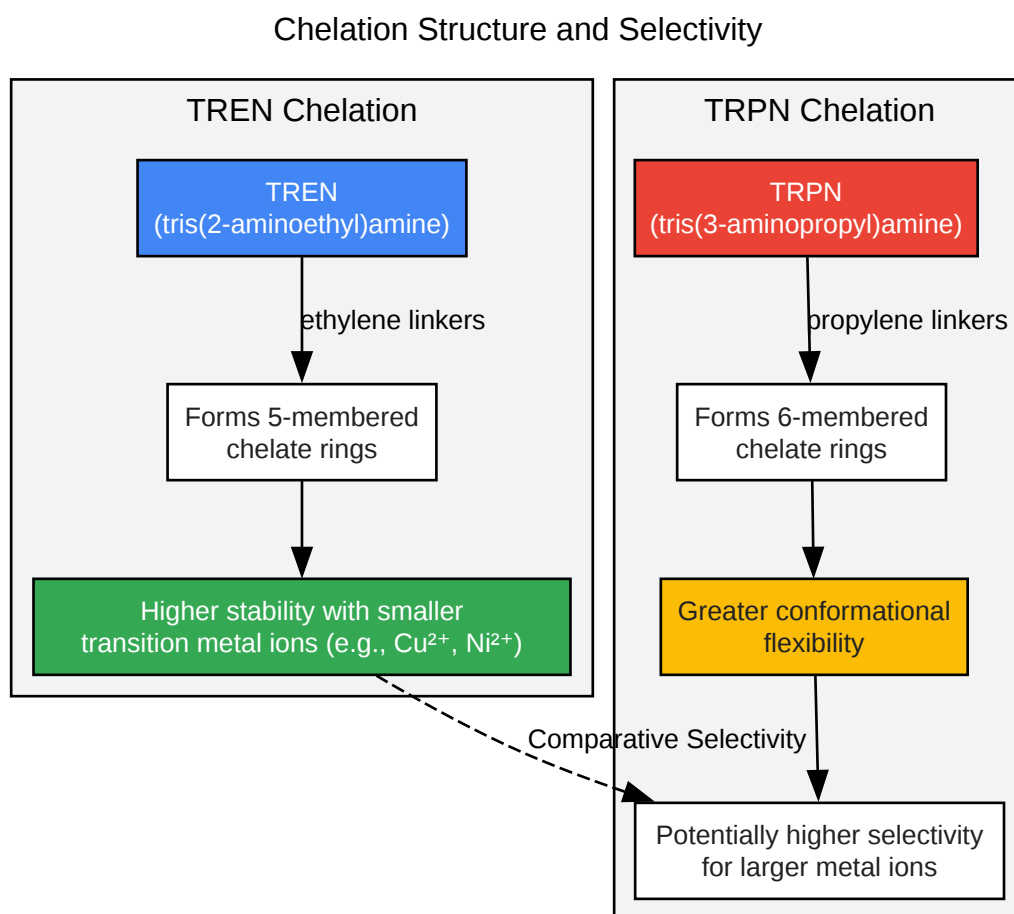 Chelation Structure and Selectivity
TREN Chelation
TREN
(tris(2-aminoethyl)amine)
ethylene linkers
Forms 5-membered
chelate rings
Higher stability with smaller
transition metal ions (e.g., Cu²⁺, Ni²⁺)
Comparative Selectivity
TRPN Chelation
TRPN
(tris(3-aminopropyl)amine)
propylene linkers
Forms 6-membered
chelate rings
Greater conformational
flexibility
Potentially higher selectivity
for larger metal ions